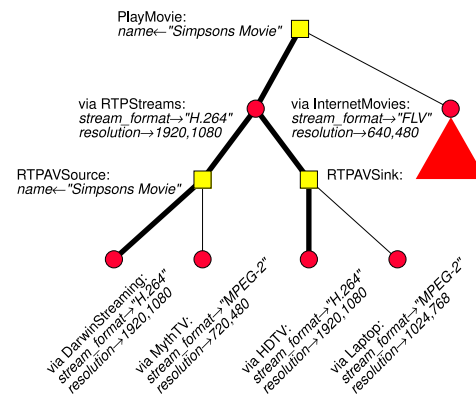 PlayMovie:
name←"Simpsons Movie"
via RTPStreams:
stream_format→"H.264"
resolution→1920,1080
via InternetMovies:
stream_format→"FLV"
resolution→640,480
RTPAVSource:
name←"Simpsons Movie"
RTPAVSink:
via DarwinStreaming:
stream_format→"H.264"
resolution→1920,1080
via MythTV:
stream_format→"MPEG-2"
resolution→720,480
via HDTV:
stream_format→"H.264"
resolution→1920,1080
via Laptop:
stream_format→"MPEG-2"
resolution→1024,768